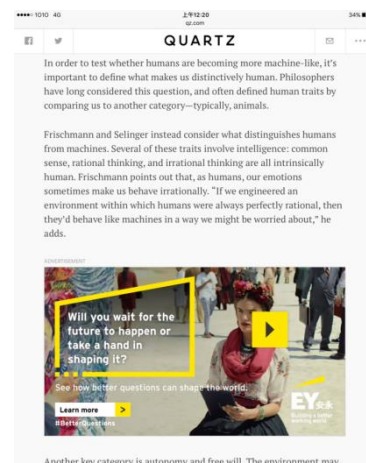 1010 4G 上午12:20 34%
qz.com
QUARTZ
In order to test whether humans are becoming more machine-like, it's
important to define what makes us distinctively human. Philosophers
have long considered this question, and often defined human traits by
comparing us to another category—typically, animals.
Frischmann and Selinger instead consider what distinguishes humans
from machines. Several of these traits involve intelligence: common
sense, rational thinking, and irrational thinking are all intrinsically
human. Frischmann points out that, as humans, our emotions
sometimes make us behave irrationally. "If we engineered an
environment within which humans were always perfectly rational, then
they'd behave like machines in a way we might be worried about," he
adds.
ADVERTISEMENT
Will you wait for the
future to happen or
take a hand in
shaping it?
See how better questions can shape the world.
Learn more >
#BetterQuestions
EY安永
Building a better
working world
Another key category is autonomy and free will. The environment may